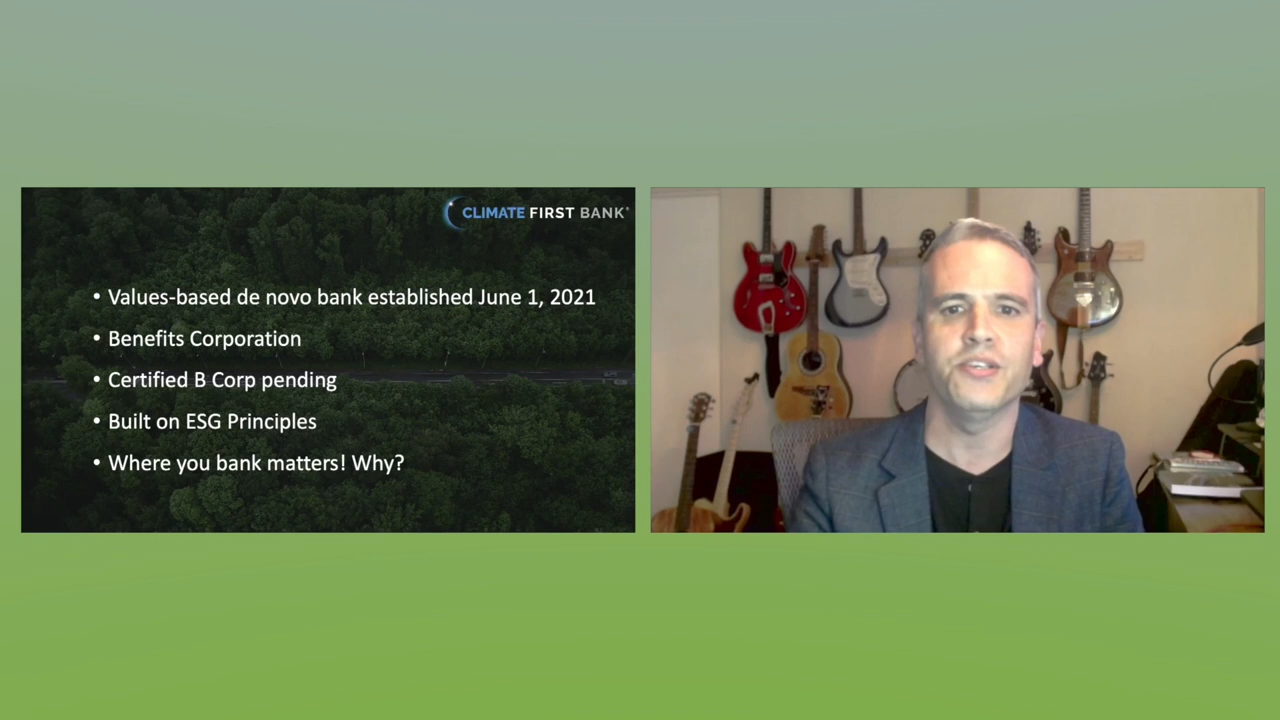 CLIMATE FIRST BANK®
• Values-based de novo bank established June 1, 2021
• Benefits Corporation
• Certified B Corp pending
• Built on ESG Principles
• Where you bank matters! Why?